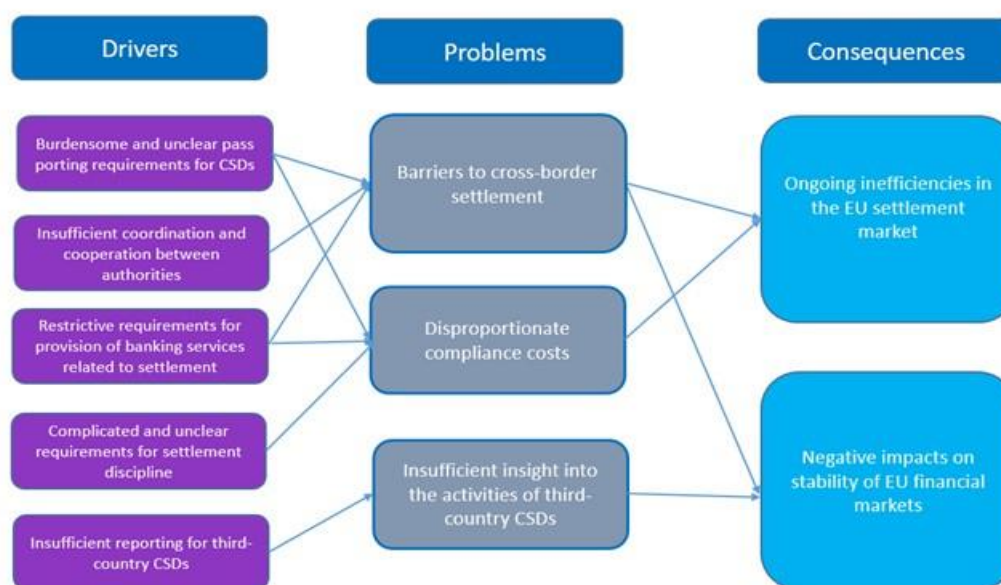 Drivers
Problems
Consequences
Burdensome and unclear pass
porting requirements for CSDs
Insufficient coordination and
cooperation between
authorities
Restrictive requirements for
provision of banking services
related to settlement
Complicated and unclear
requirements for settlement
discipline
Insufficient reporting for third-
country CSDs
Barriers to cross-border
settlement
Disproportionate
compliance costs
Insufficient insight into
the activities of third-
country CSDs
Ongoing inefficiencies in
the EU settlement
market
Negative impacts on
stability of EU financial
markets